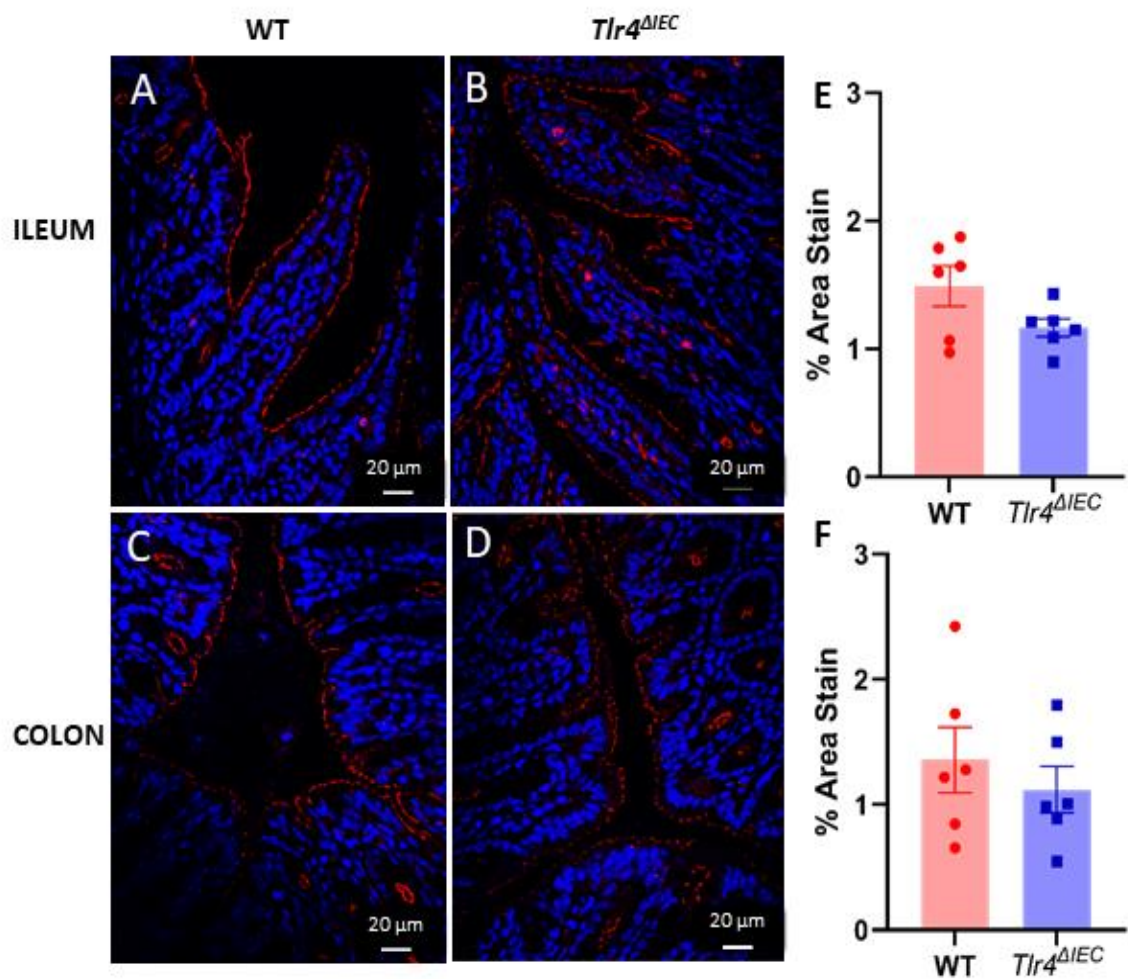 WT
Tlr4ΔIEC
ILEUM
A
20 µm
B
20 µm
E
3
2
1
0
% Area Stain
WT
Tlr4ΔIEC
COLON
C
20 µm
D
20 µm
F
3
2
1
0
% Area Stain
WT
Tlr4ΔIEC